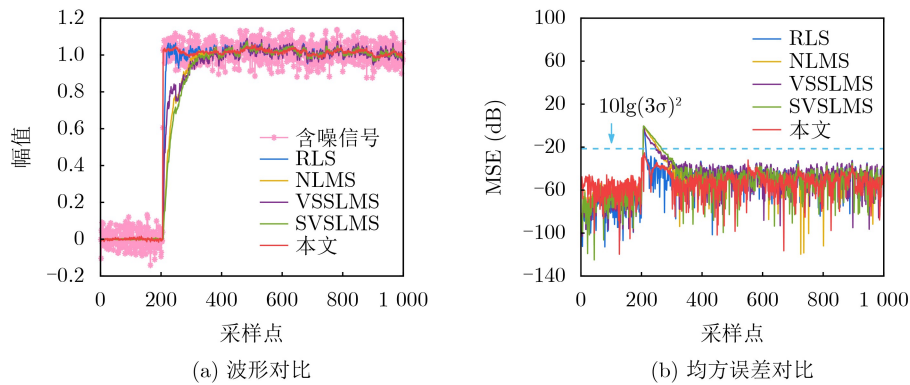 1.2
1.0
0.8
0.6
0.4
0.2
0
−0.2
幅值
含噪信号
RLS
NLMS
VSSLMS
SVSLMS
本文
0 200 400 600 800 1 000
采样点
(a) 波形对比
100
60
20
−20
−60
−100
−140
MSE (dB)
10lg(3σ)²
RLS
NLMS
VSSLMS
SVSLMS
本文
0 200 400 600 800 1 000
采样点
(b) 均方误差对比